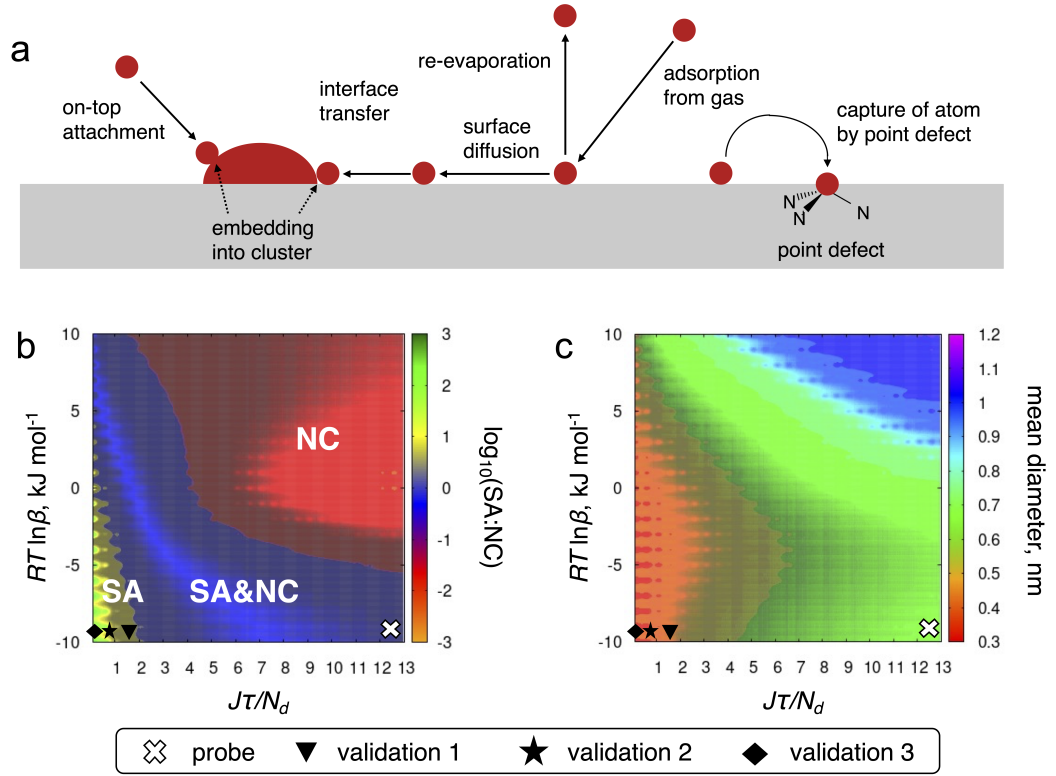 a
on-top
attachment
interface
transfer
re-evaporation
surface
diffusion
adsorption
from gas
capture of atom
by point defect
embedding
into cluster
N
N
N
point defect
b
RT lnβ, kJ mol⁻¹
10
5
0
-5
-10
NC
SA
SA&NC
1 2 3 4 5 6 7 8 9 10 11 12 13
Jτ/N_d
3
2
1
0
-1
-2
-3
log₁₀(SA:NC)
c
RT lnβ, kJ mol⁻¹
10
5
0
-5
-10
1 2 3 4 5 6 7 8 9 10 11 12 13
Jτ/N_d
1.2
1.1
1
0.9
0.8
0.7
0.6
0.5
0.4
0.3
mean diameter, nm
probe validation 1 validation 2 validation 3